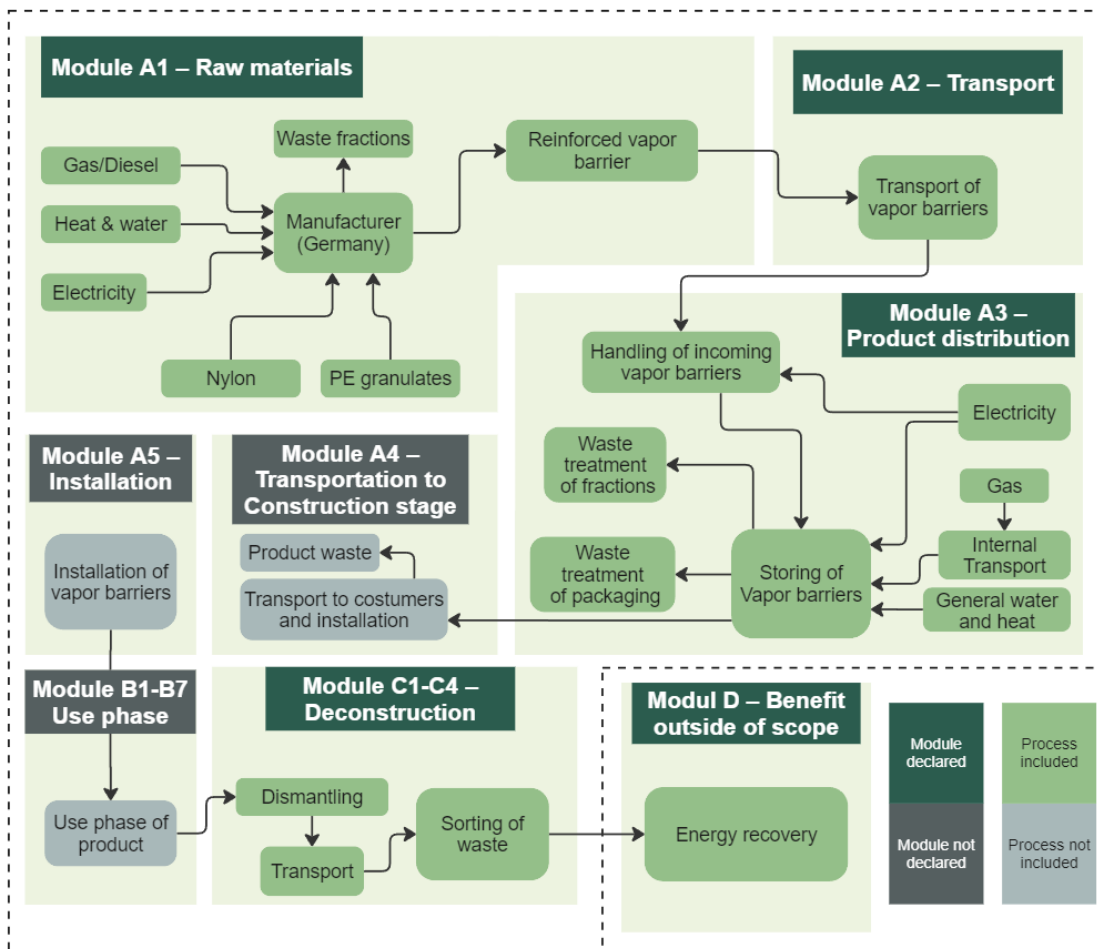 Module A1 – Raw materials
Waste fractions
Gas/Diesel
Heat & water
Electricity
Manufacturer
(Germany)
Nylon
PE granulates
Reinforced vapor
barrier
Module A2 – Transport
Transport of
vapor barriers
Module A3 –
Product distribution
Handling of incoming
vapor barriers
Electricity
Waste
treatment
of fractions
Gas
Internal
Transport
Waste
treatment
of packaging
Storing of
Vapor barriers
General water
and heat
Module A4 –
Transportation to
Construction stage
Product waste
Transport to costumers
and installation
Module A5 –
Installation
Installation of
vapor barriers
Module B1-B7
Use phase
Use phase of
product
Module C1-C4 –
Deconstruction
Dismantling
Transport
Sorting of
waste
Modul D – Benefit
outside of scope
Energy recovery
Module
declared
Process
included
Module not
declared
Process not
included